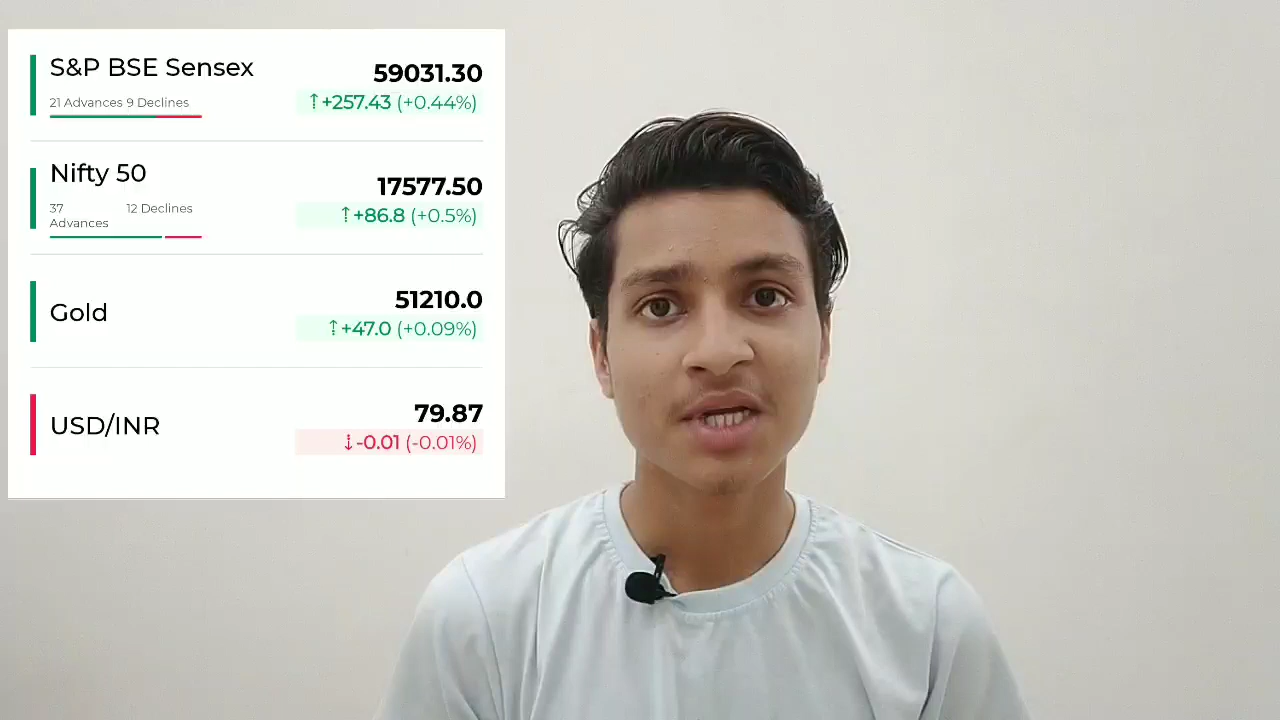 S&P BSE Sensex 59031.30
21 Advances 9 Declines ↑+257.43 (+0.44%)
Nifty 50 17577.50
37 Advances 12 Declines ↑+86.8 (+0.5%)
Gold 51210.0
↑+47.0 (+0.09%)
USD/INR 79.87
↓-0.01 (-0.01%)